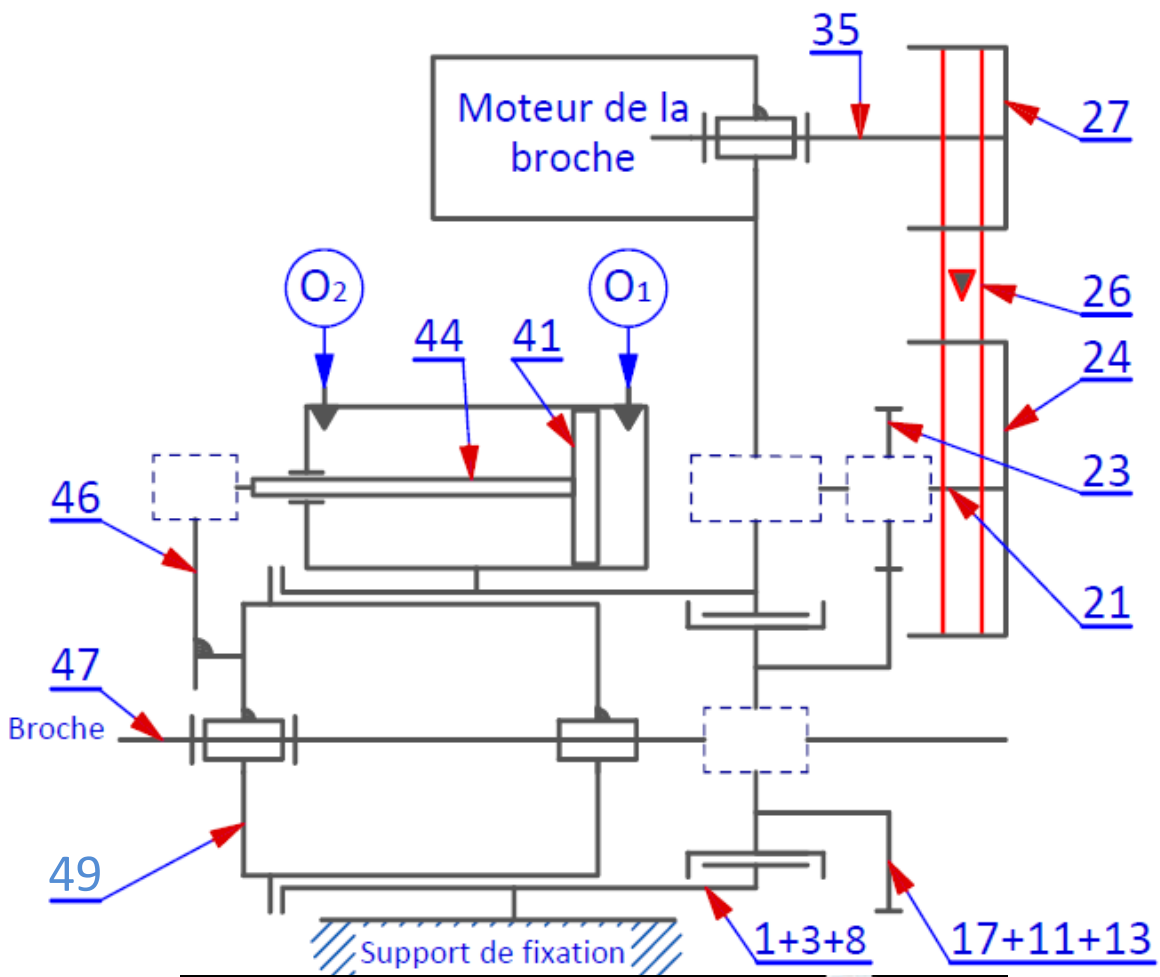 35
Moteur de la
broche
27
O2
O1
26
44
41
24
23
46
21
47
Broche
49
1+3+8
17+11+13
Support de fixation